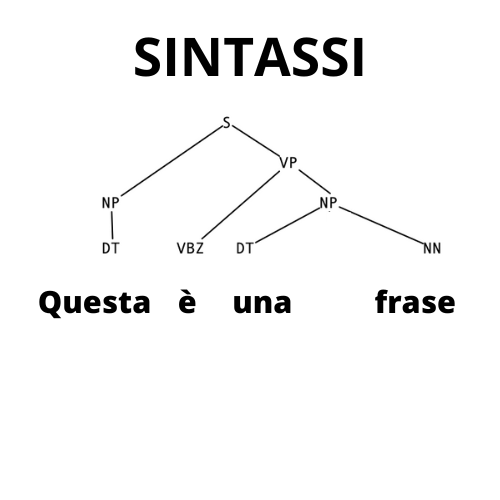 SINTASSI
S
VP
NP NP
DT VBZ DT NN
Questa è una frase